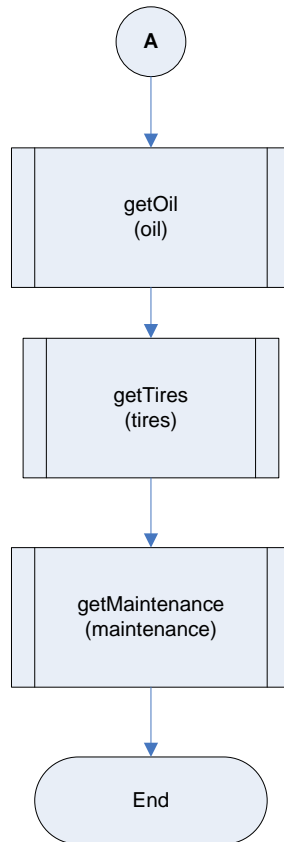 A
getOil
(oil)
getTires
(tires)
getMaintenance
(maintenance)
End